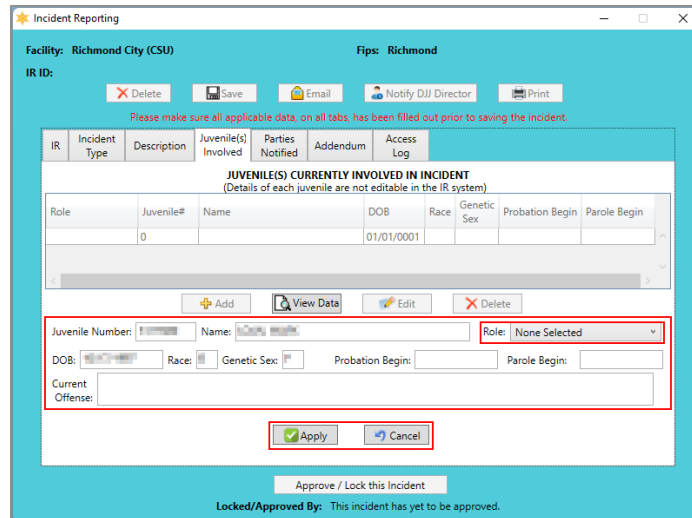 Incident Reporting
Facility: Richmond City (CSU) Fips: Richmond
IR ID:
Delete Save Email Notify DJJ Director Print
Please make sure all applicable data, on all tabs, has been filled out prior to saving the incident.
IR Incident Type Description Juvenile(s) Involved Parties Notified Addendum Access Log
JUVENILE(S) CURRENTLY INVOLVED IN INCIDENT
(Details of each juvenile are not editable in the IR system)
Role Juvenile# Name DOB Race Genetic Sex Probation Begin Parole Begin
0 01/01/0001
Add View Data Edit Delete
Juvenile Number: Name: Role: None Selected
DOB: Race: Genetic Sex: Probation Begin: Parole Begin:
Current Offense:
Apply Cancel
Approve / Lock this Incident
Locked/Approved By: This incident has yet to be approved.